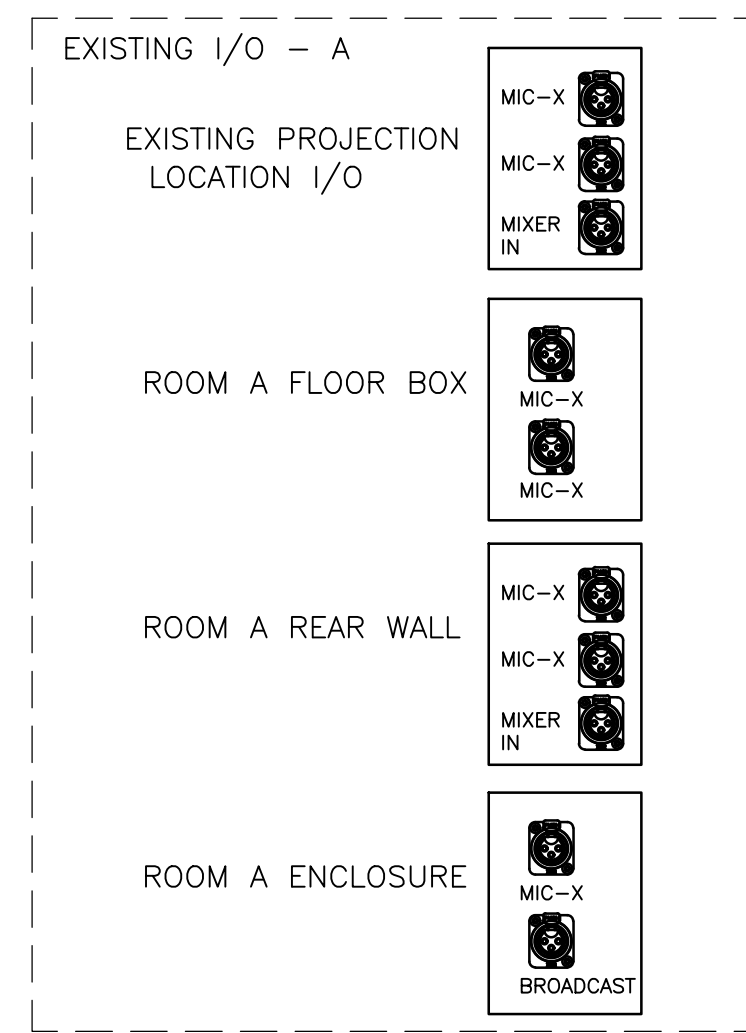 EXISTING I/O – A
EXISTING PROJECTION
LOCATION I/O
MIC–X
MIC–X
MIXER
IN
ROOM A FLOOR BOX
MIC–X
MIC–X
ROOM A REAR WALL
MIC–X
MIC–X
MIXER
IN
ROOM A ENCLOSURE
MIC–X
BROADCAST